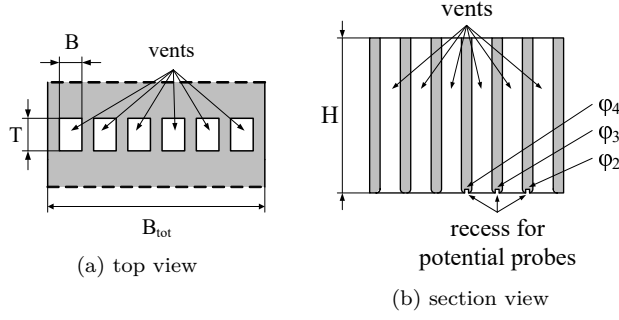 B
vents
T
B_tot
(a) top view
vents
H
φ4
φ3
φ2
recess for
potential probes
(b) section view